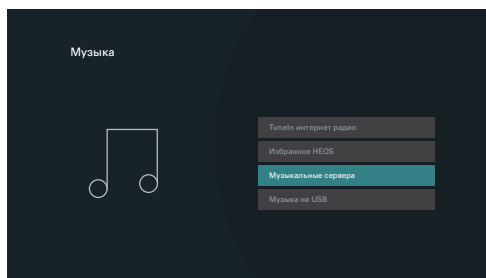 Музыка
TuneIn интернет радио
Избранное HEOS
Музыкальные сервера
Музыка на USB